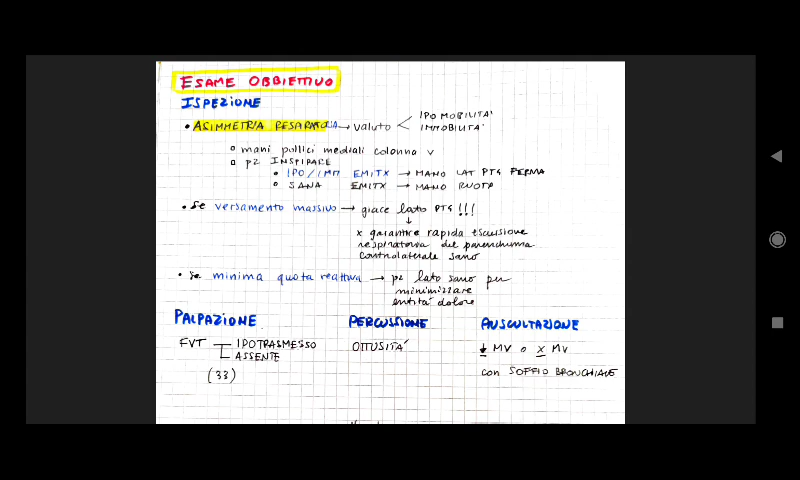 ESAME OBBIETTIVO
ISPEZIONE
• ASIMMETRIA RESPIRATORIA → valuto < IPOMOBILITA'
IMMOBILITA'
mani pollici mediali colonna v
pz INSPIRARE
• IPO/IMM EMITX → MANO LAT PTG FERMA
• SANA EMITX → MANO RUOTA
• Se versamento massivo → giace lato PTG !!!
↓
x garantire rapida escursione
respiratoria del parenchima
controlaterale sano
• se minima quota reattiva → pz lato sano per
minimizzare
entità dolore
PALPAZIONE PERCUSSIONE AUSCULTAZIONE
FVT IPOTRASMESSO OTTUSITA' ↓ MV o X MV
ASSENTE
(33) con SOFFIO BRONCHIALE